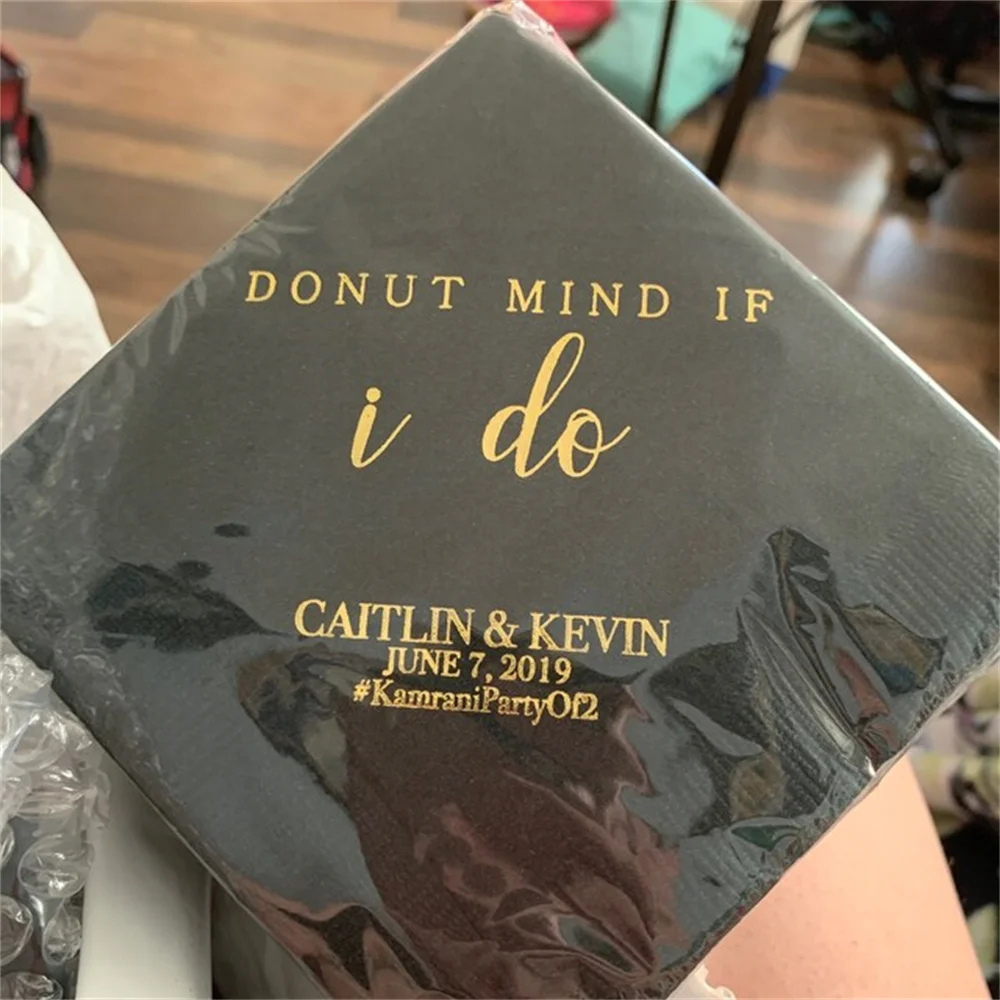 DONUT MIND IF
i do
CAITLIN & KEVIN
JUNE 7, 2019
#KamraniPartyOf2